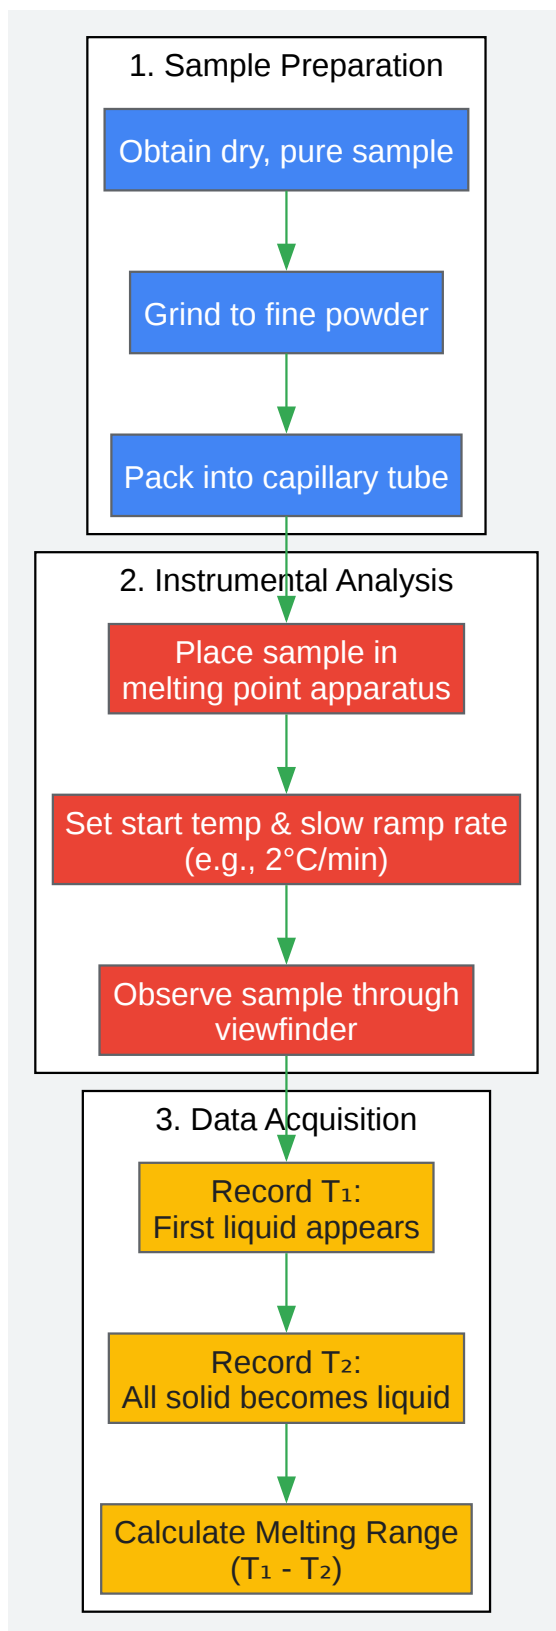 1. Sample Preparation
Obtain dry, pure sample
Grind to fine powder
Pack into capillary tube
2. Instrumental Analysis
Place sample in
melting point apparatus
Set start temp & slow ramp rate
(e.g., 2°C/min)
Observe sample through
viewfinder
3. Data Acquisition
Record T₁:
First liquid appears
Record T₂:
All solid becomes liquid
Calculate Melting Range
(T₁ - T₂)